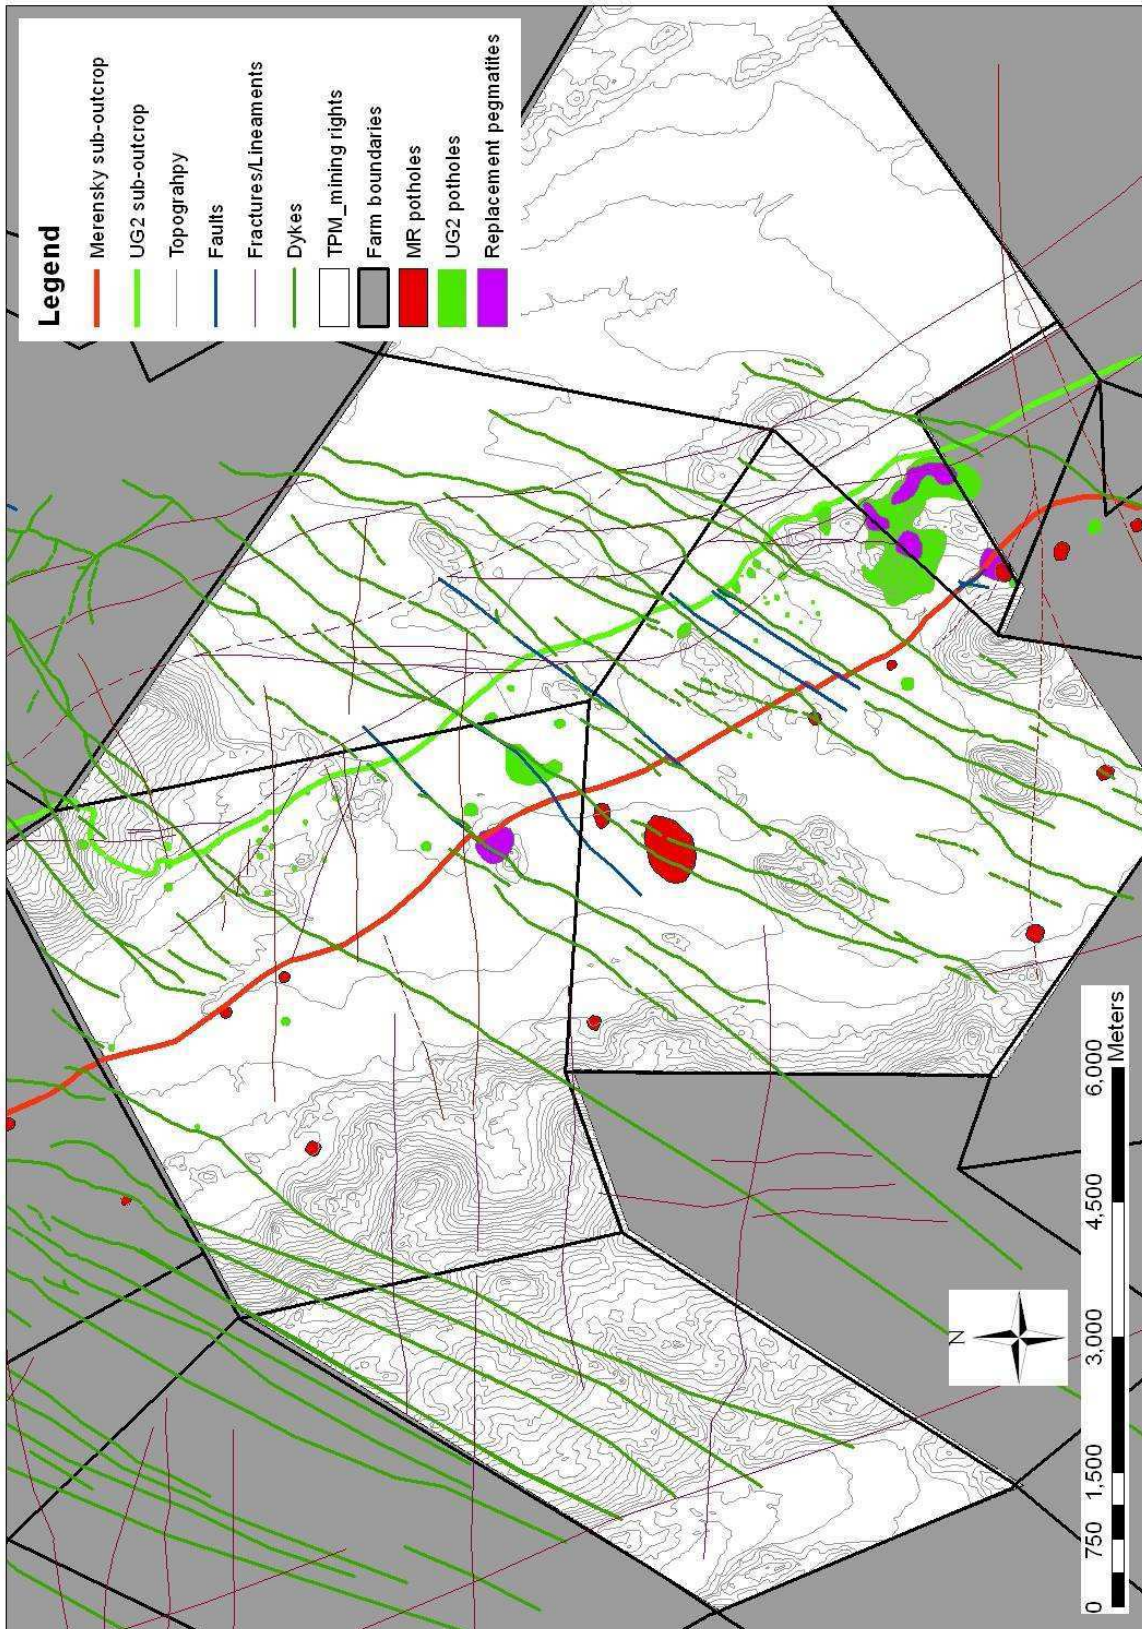 Legend
Merensky sub-outcrop
UG2 sub-outcrop
Topograhpy
Faults
Fractures/Lineaments
Dykes
TPM_mining rights
Farm boundaries
MR potholes
UG2 potholes
Replacement pegmatites
N
0 750 1,500 3,000 4,500 6,000
Meters